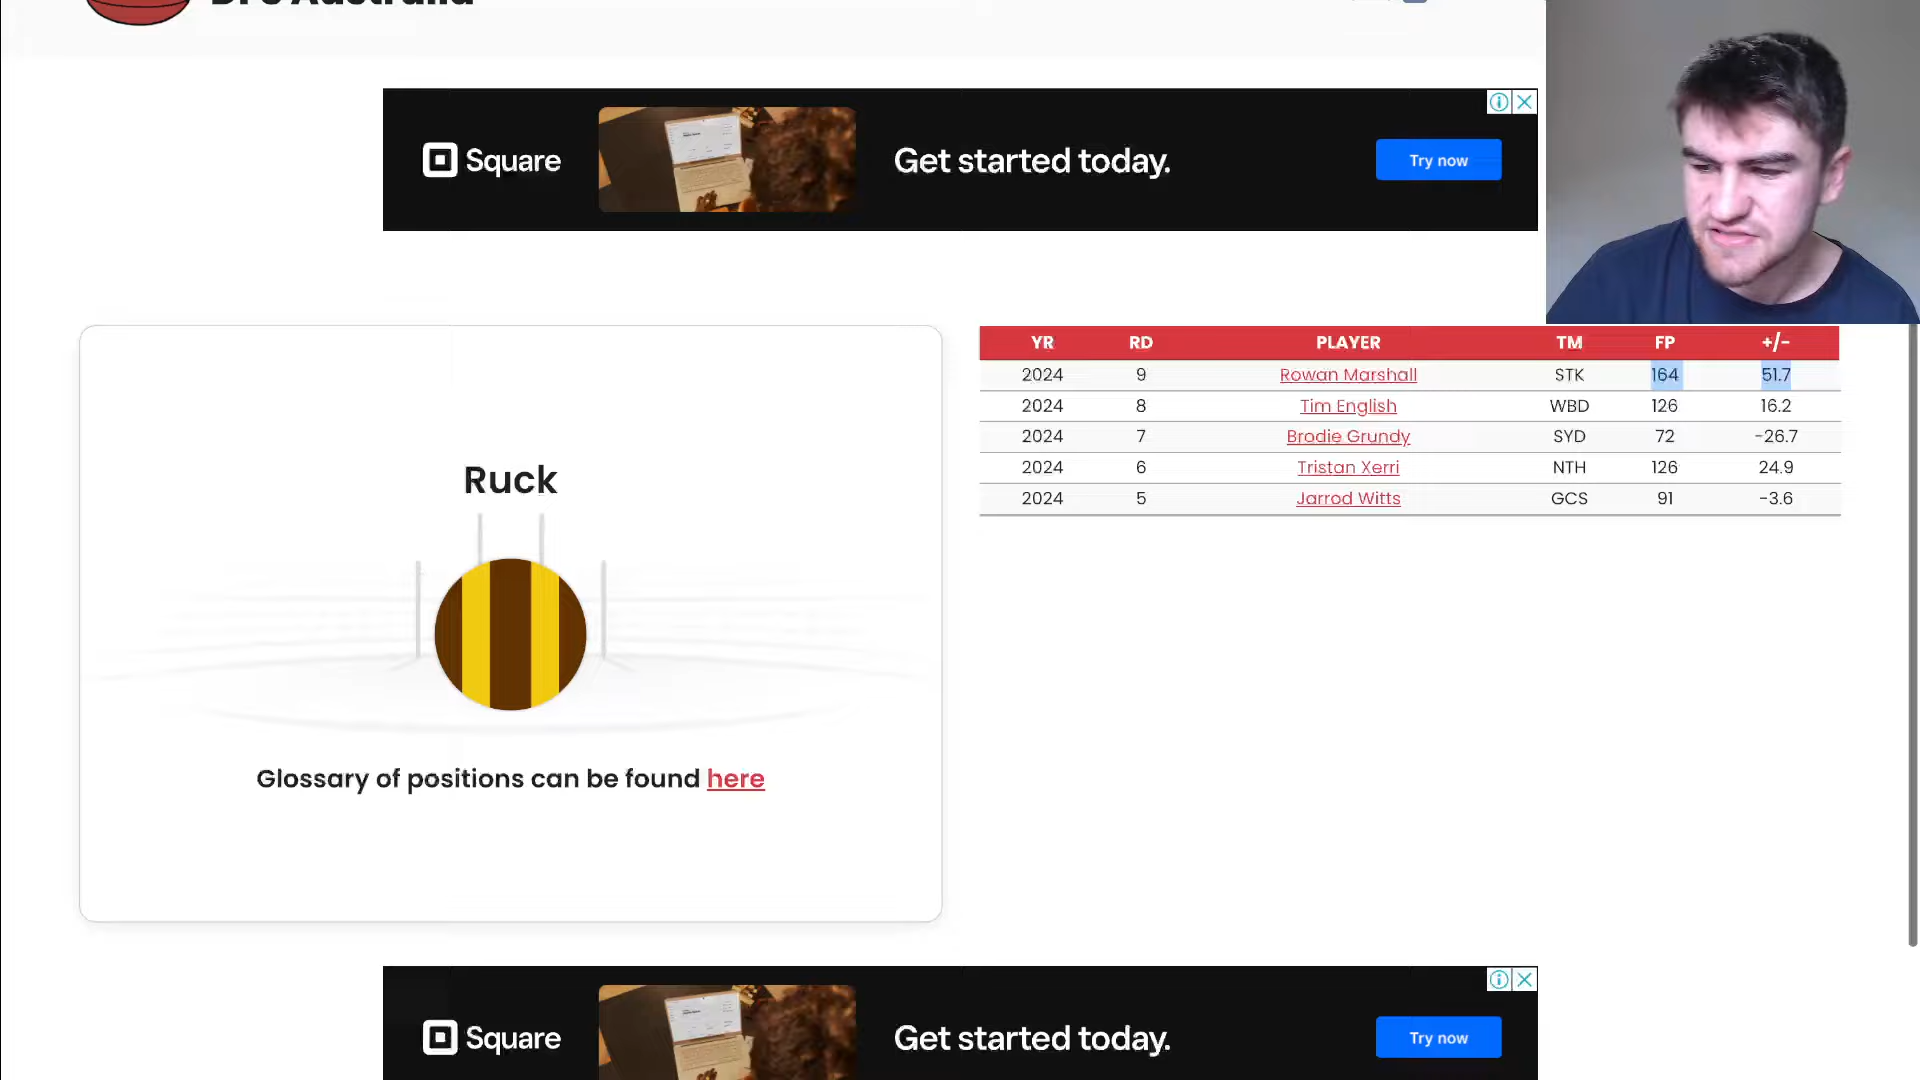 DFS Australia
Square
Get started today.
Try now
YR RD PLAYER TM FP +/-
2024 9 Rowan Marshall STK 164 51.7
2024 8 Tim English WBD 126 16.2
2024 7 Brodie Grundy SYD 72 -26.7
2024 6 Tristan Xerri NTH 126 24.9
2024 5 Jarrod Witts GCS 91 -3.6
Ruck
Glossary of positions can be found here
Square
Get started today.
Try now